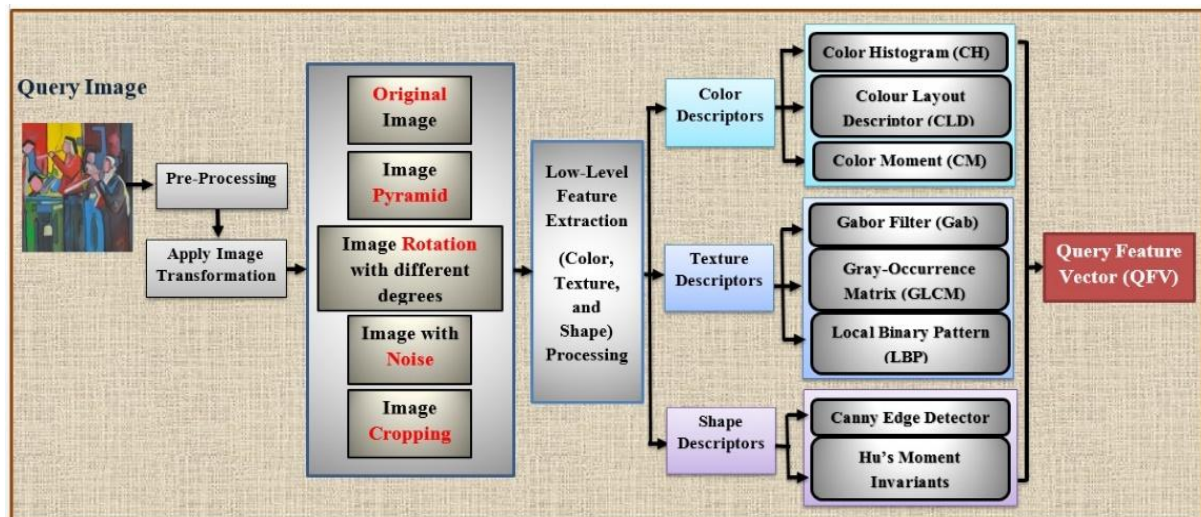 Query Image
Pre-Processing
Apply Image
Transformation
Original
Image
Image
Pyramid
Image Rotation
with different
degrees
Image with
Noise
Image
Cropping
Low-Level
Feature
Extraction
(Color,
Texture,
and
Shape)
Processing
Color
Descriptors
Color Histogram (CH)
Colour Layout
Descriptor (CLD)
Color Moment (CM)
Texture
Descriptors
Gabor Filter (Gab)
Gray-Occurrence
Matrix (GLCM)
Local Binary Pattern
(LBP)
Shape
Descriptors
Canny Edge Detector
Hu's Moment
Invariants
Query Feature
Vector (QFV)